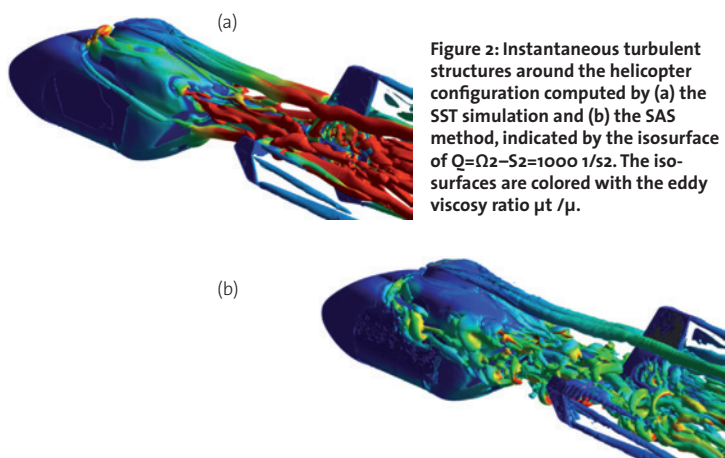 (a)
Figure 2: Instantaneous turbulent
structures around the helicopter
configuration computed by (a) the
SST simulation and (b) the SAS
method, indicated by the isosurface
of Q=Ω2–S2=1000 1/s2. The iso-
surfaces are colored with the eddy
viscosy ratio µt /µ.
(b)